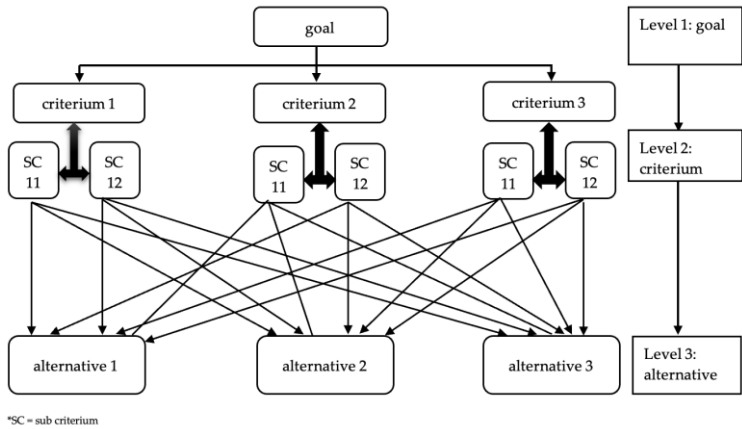 goal
Level 1: goal
criterium 1
criterium 2
criterium 3
SC
11
SC
12
SC
11
SC
12
SC
11
SC
12
Level 2:
criterium
alternative 1
alternative 2
alternative 3
Level 3:
alternative
*SC = sub criterium